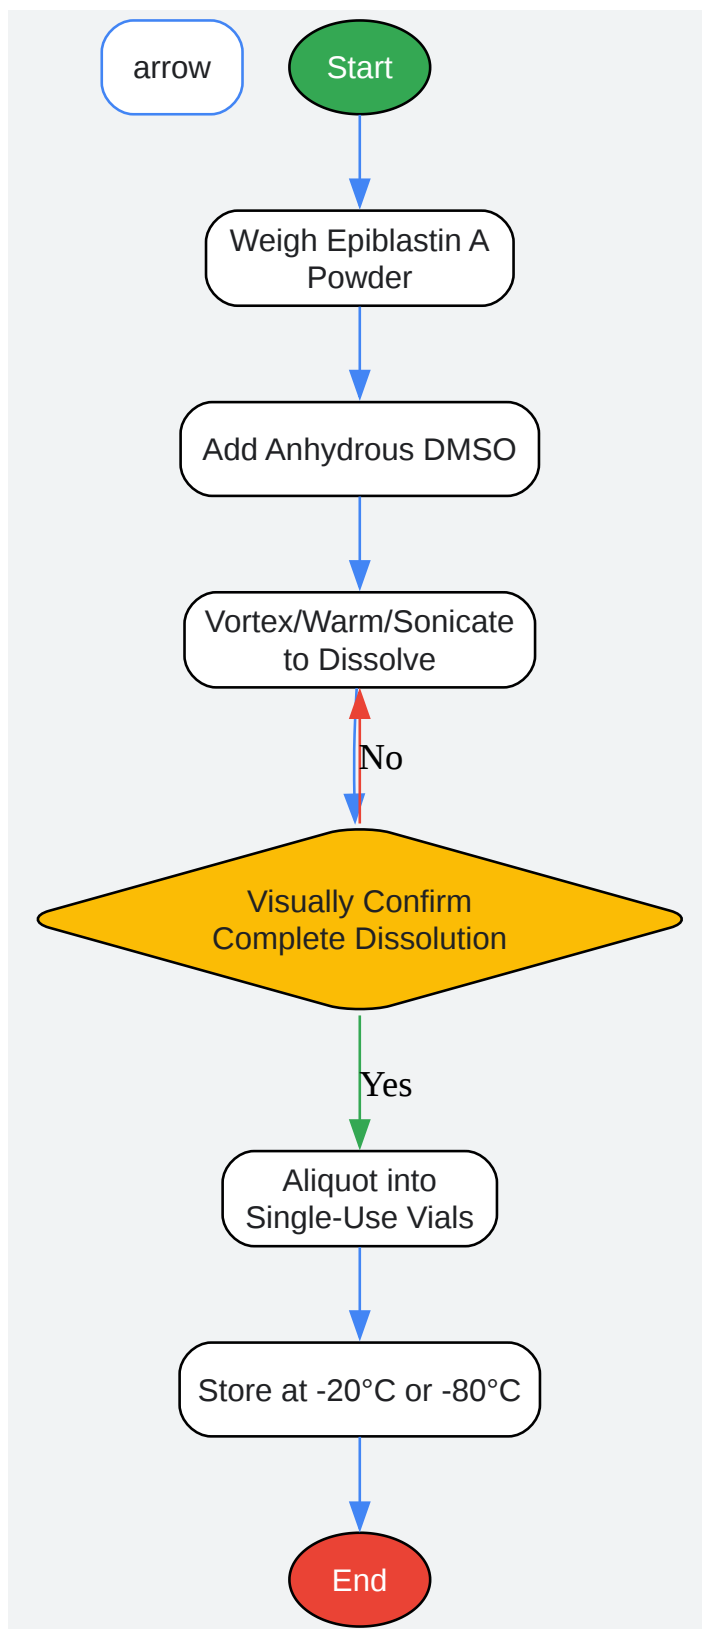 arrow
Start
Weigh Epiblastin A
Powder
Add Anhydrous DMSO
Vortex/Warm/Sonicate
to Dissolve
No
Visually Confirm
Complete Dissolution
Yes
Aliquot into
Single-Use Vials
Store at -20°C or -80°C
End